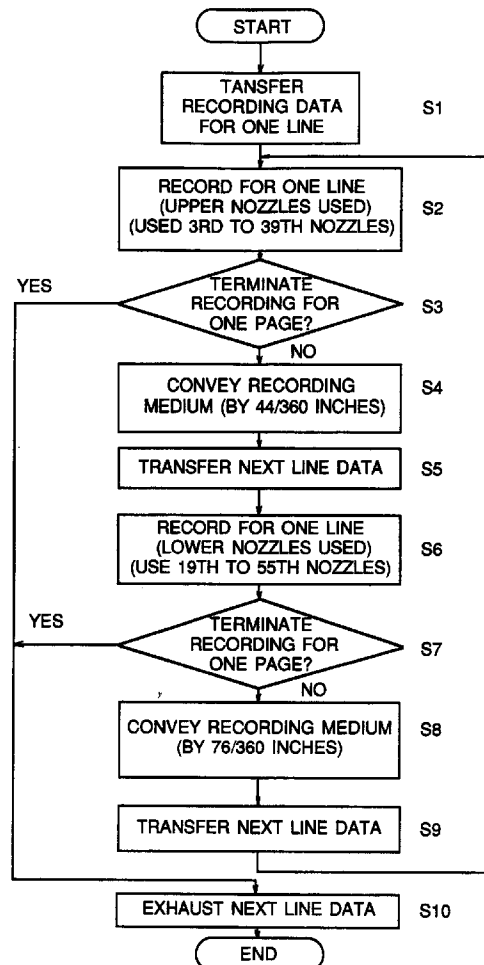 START
TANSFER
RECORDING DATA
FOR ONE LINE
S1
RECORD FOR ONE LINE
(UPPER NOZZLES USED)
(USED 3RD TO 39TH NOZZLES)
S2
YES
TERMINATE
RECORDING FOR
ONE PAGE?
S3
NO
CONVEY RECORDING
MEDIUM (BY 44/360 INCHES)
S4
TRANSFER NEXT LINE DATA
S5
RECORD FOR ONE LINE
(LOWER NOZZLES USED)
(USE 19TH TO 55TH NOZZLES)
S6
YES
TERMINATE
RECORDING FOR
ONE PAGE?
S7
NO
CONVEY RECORDING MEDIUM
(BY 76/360 INCHES)
S8
TRANSFER NEXT LINE DATA
S9
EXHAUST NEXT LINE DATA
S10
END